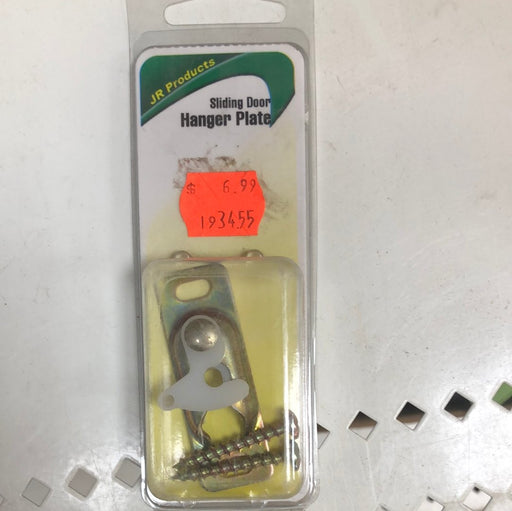 JR Products
Sliding Door
Hanger Plate
$ 6.99
193455